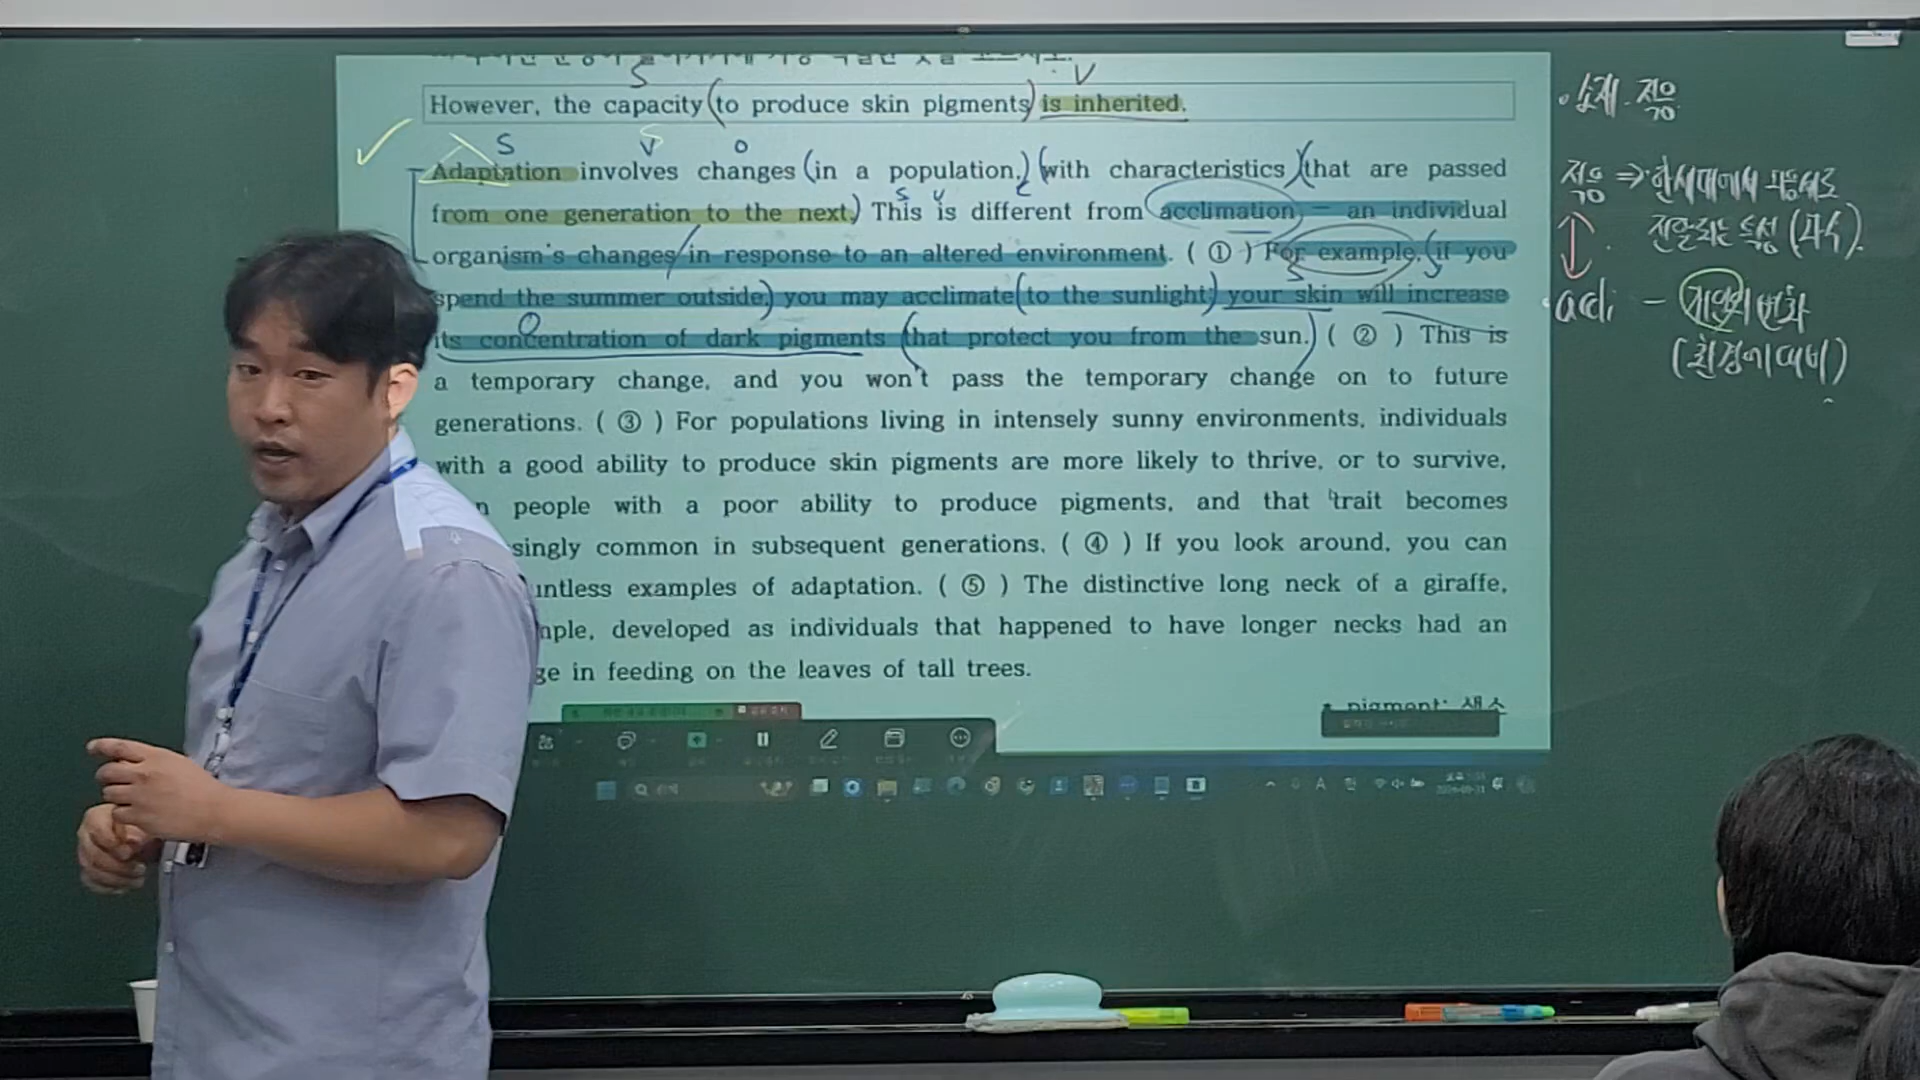 However, the capacity (to produce skin pigments) is inherited.
S V
S V O
Adaptation involves changes (in a population,) (with characteristics) (that are passed
from one generation to the next.) This is different from acclimation — an individual
organism's changes / in response to an altered environment. ( ① ) For example, (if you
spend the summer outside,) you may acclimate (to the sunlight) your skin will increase
its concentration of dark pigments (that protect you from the sun.) ( ② ) This is
a temporary change, and you won't pass the temporary change on to future
generations. ( ③ ) For populations living in intensely sunny environments, individuals
with a good ability to produce skin pigments are more likely to thrive, or to survive,
people with a poor ability to produce pigments, and that trait becomes
singly common in subsequent generations. ( ④ ) If you look around, you can
untless examples of adaptation. ( ⑤ ) The distinctive long neck of a giraffe,
mple, developed as individuals that happened to have longer necks had an
ge in feeding on the leaves of tall trees.
* pigment: 색소
소재. 적응
적응 ⇒ 한 시대에서 다음세대로
전달되는 특성
accli - 개인의 변화
(환경에 대비)